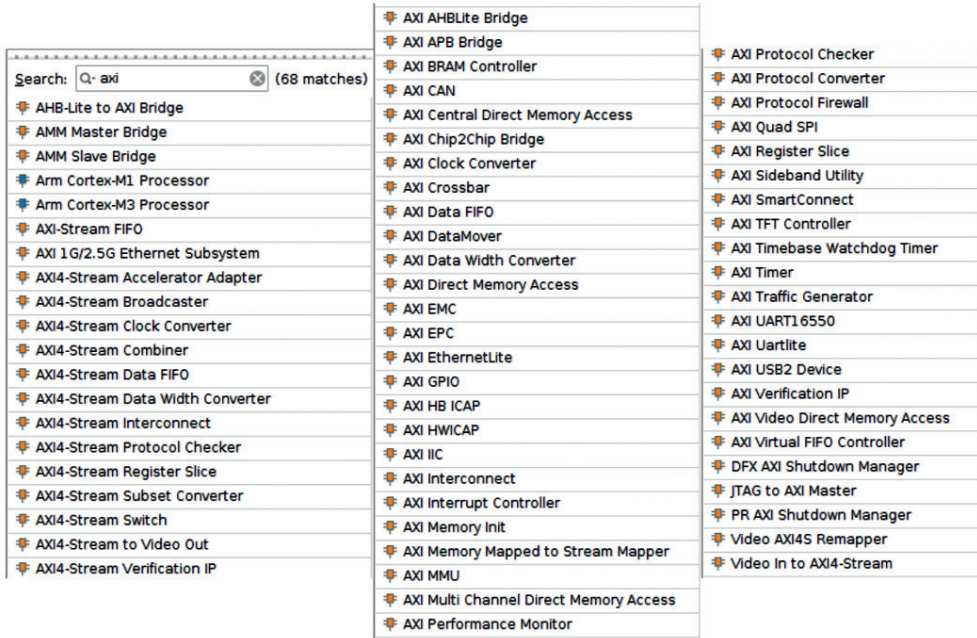 Search: axi (68 matches)
AHB-Lite to AXI Bridge
AMM Master Bridge
AMM Slave Bridge
Arm Cortex-M1 Processor
Arm Cortex-M3 Processor
AXI-Stream FIFO
AXI 1G/2.5G Ethernet Subsystem
AXI4-Stream Accelerator Adapter
AXI4-Stream Broadcaster
AXI4-Stream Clock Converter
AXI4-Stream Combiner
AXI4-Stream Data FIFO
AXI4-Stream Data Width Converter
AXI4-Stream Interconnect
AXI4-Stream Protocol Checker
AXI4-Stream Register Slice
AXI4-Stream Subset Converter
AXI4-Stream Switch
AXI4-Stream to Video Out
AXI4-Stream Verification IP
AXI AHBLite Bridge
AXI APB Bridge
AXI BRAM Controller
AXI CAN
AXI Central Direct Memory Access
AXI Chip2Chip Bridge
AXI Clock Converter
AXI Crossbar
AXI Data FIFO
AXI DataMover
AXI Data Width Converter
AXI Direct Memory Access
AXI EMC
AXI EPC
AXI EthernetLite
AXI GPIO
AXI HB ICAP
AXI HWICAP
AXI IIC
AXI Interconnect
AXI Interrupt Controller
AXI Memory Init
AXI Memory Mapped to Stream Mapper
AXI MMU
AXI Multi Channel Direct Memory Access
AXI Performance Monitor
AXI Protocol Checker
AXI Protocol Converter
AXI Protocol Firewall
AXI Quad SPI
AXI Register Slice
AXI Sideband Utility
AXI SmartConnect
AXI TFT Controller
AXI Timebase Watchdog Timer
AXI Timer
AXI Traffic Generator
AXI UART16550
AXI Uartlite
AXI USB2 Device
AXI Verification IP
AXI Video Direct Memory Access
AXI Virtual FIFO Controller
DFX AXI Shutdown Manager
JTAG to AXI Master
PR AXI Shutdown Manager
Video AXI4S Remapper
Video In to AXI4-Stream